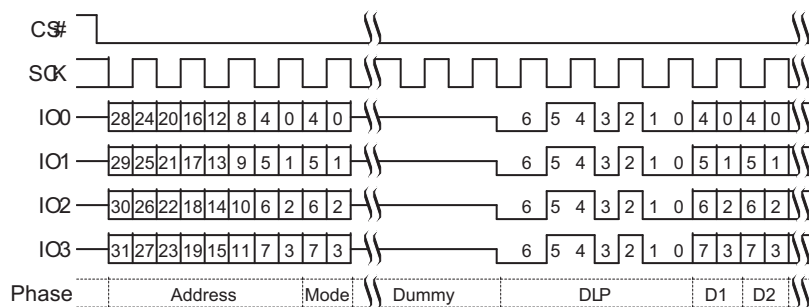 CS#
SCK
IO0 28 24 20 16 12 8 4 0 4 0 6 5 4 3 2 1 0 4 0 4 0
IO1 29 25 21 17 13 9 5 1 5 1 6 5 4 3 2 1 0 5 1 5 1
IO2 30 26 22 18 14 10 6 2 6 2 6 5 4 3 2 1 0 6 2 6 2
IO3 31 27 23 19 15 11 7 3 7 3 6 5 4 3 2 1 0 7 3 7 3
Phase Address Mode Dummy DLP D1 D2